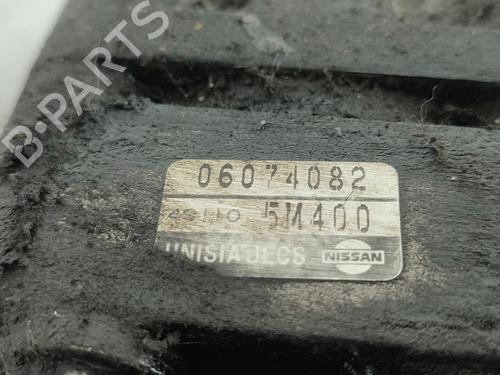 B-PARTS
06074082
49110 5M400
UNISIA JECS NISSAN